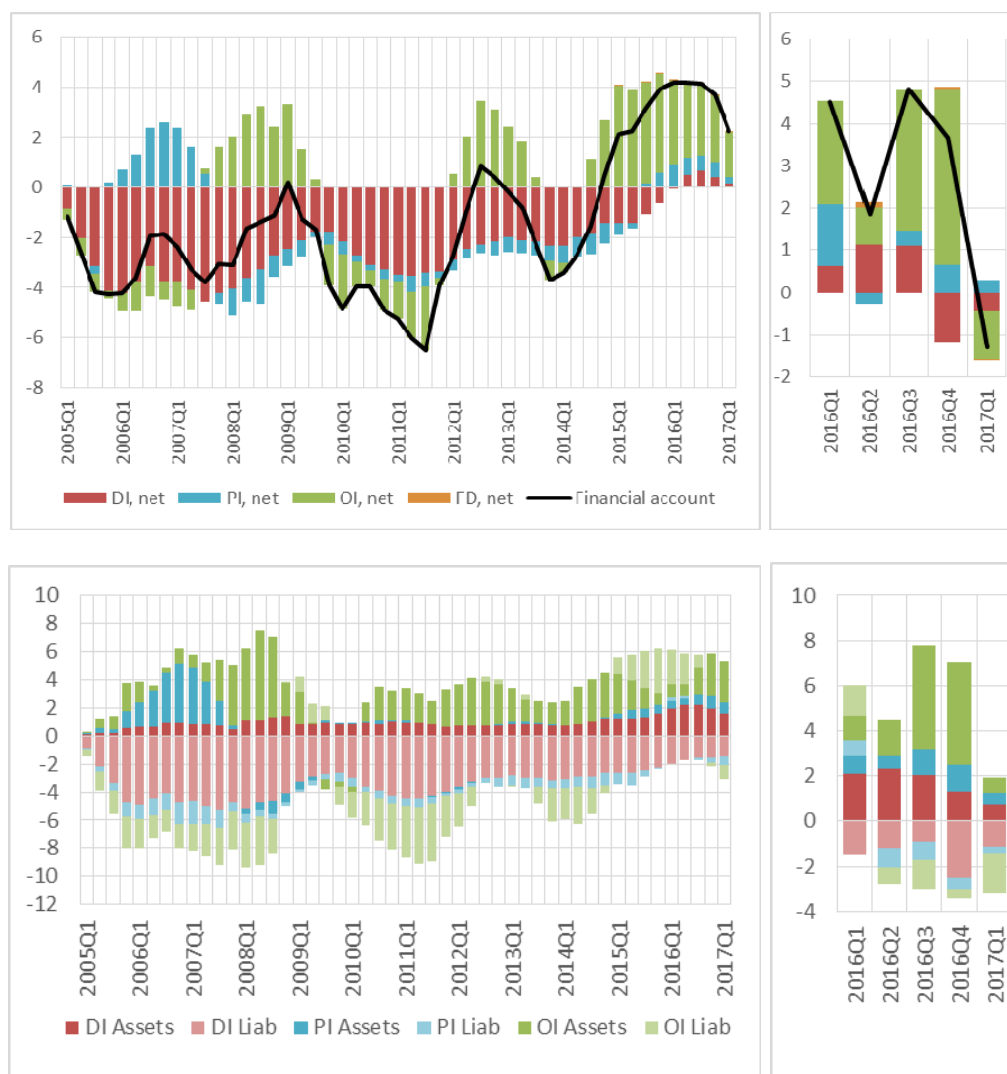 6
4
2
0
-2
-4
-6
-8
2005Q1
2006Q1
2007Q1
2008Q1
2009Q1
2010Q1
2011Q1
2012Q1
2013Q1
2014Q1
2015Q1
2016Q1
2017Q1
DI, net PI, net OI, net FD, net Financial account
6
5
4
3
2
1
0
-1
-2
2016Q1
2016Q2
2016Q3
2016Q4
2017Q1
10
8
6
4
2
0
-2
-4
-6
-8
-10
-12
2005Q1
2006Q1
2007Q1
2008Q1
2009Q1
2010Q1
2011Q1
2012Q1
2013Q1
2014Q1
2015Q1
2016Q1
2017Q1
DI Assets DI Liab PI Assets PI Liab OI Assets OI Liab
10
8
6
4
2
0
-2
-4
2016Q1
2016Q2
2016Q3
2016Q4
2017Q1